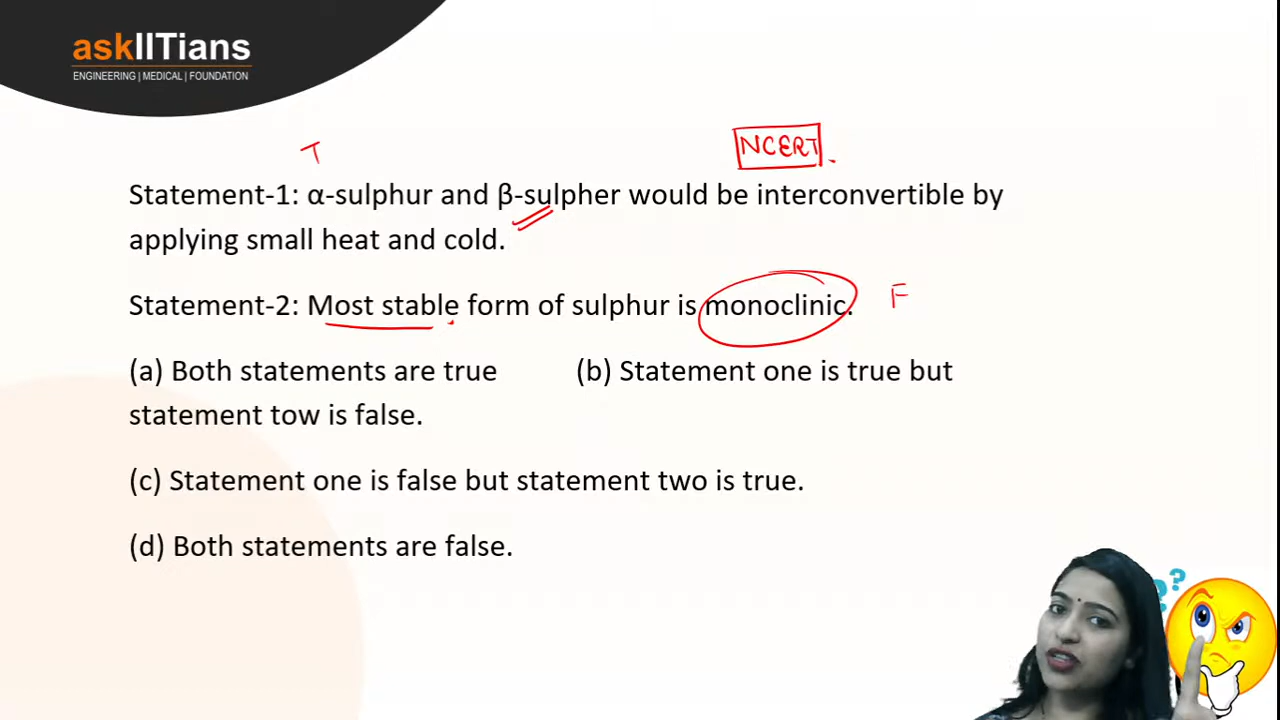 askIITians
ENGINEERING | MEDICAL | FOUNDATION
T
NCERT.
Statement-1: α-sulphur and β-sulpher would be interconvertible by
applying small heat and cold.
Statement-2: Most stable form of sulphur is monoclinic. F
(a) Both statements are true (b) Statement one is true but
statement tow is false.
(c) Statement one is false but statement two is true.
(d) Both statements are false.
??